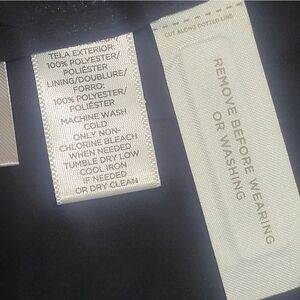 TELA EXTERIOR:
100% POLYESTER/
POLIÉSTER
LINING/DOUBLURE/
FORRO:
100% POLYESTER/
POLIÉSTER
MACHINE WASH
COLD
ONLY NON-
CHLORINE BLEACH
WHEN NEEDED
TUMBLE DRY LOW
COOL IRON
IF NEEDED
OR DRY CLEAN
CUT ALONG DOTTED LINE
REMOVE BEFORE WEARING
OR WASHING